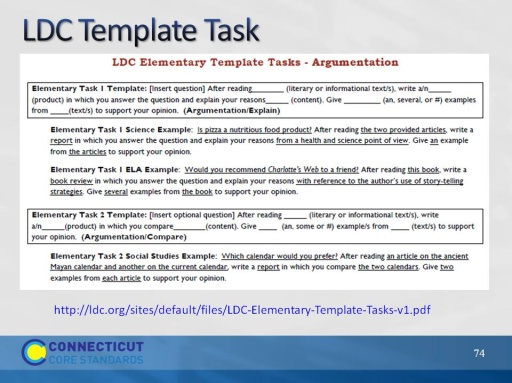 LDC Template Task
LDC Elementary Template Tasks - Argumentation
Elementary Task 1 Template: [Insert question] After reading________ (literary or informational text/s), write a/n_____
(product) in which you answer the question and explain your reasons_____ (content). Give ________ (an, several, or #) examples
from ____(text/s) to support your opinion. (Argumentation/Explain)
Elementary Task 1 Science Example: Is pizza a nutritious food product? After reading the two provided articles, write a
report in which you answer the question and explain your reasons from a health and science point of view. Give an example
from the articles to support your opinion.
Elementary Task 1 ELA Example: Would you recommend Charlotte's Web to a friend? After reading this book, write a
book review in which you answer the question and explain your reasons with reference to the author's use of story-telling
strategies. Give several examples from the book to support your opinion.
Elementary Task 2 Template: [Insert optional question] After reading _____ (literary or informational text/s), write
a/n_____(product) in which you compare_______(content). Give ____ (an, some or #) example/s from ____ (text/s) to support
your opinion. (Argumentation/Compare)
Elementary Task 2 Social Studies Example: Which calendar would you prefer? After reading an article on the ancient
Mayan calendar and another on the current calendar, write a report in which you compare the two calendars. Give two
examples from each article to support your opinion.
http://ldc.org/sites/default/files/LDC-Elementary-Template-Tasks-v1.pdf
CONNECTICUT
CORE STANDARDS
74